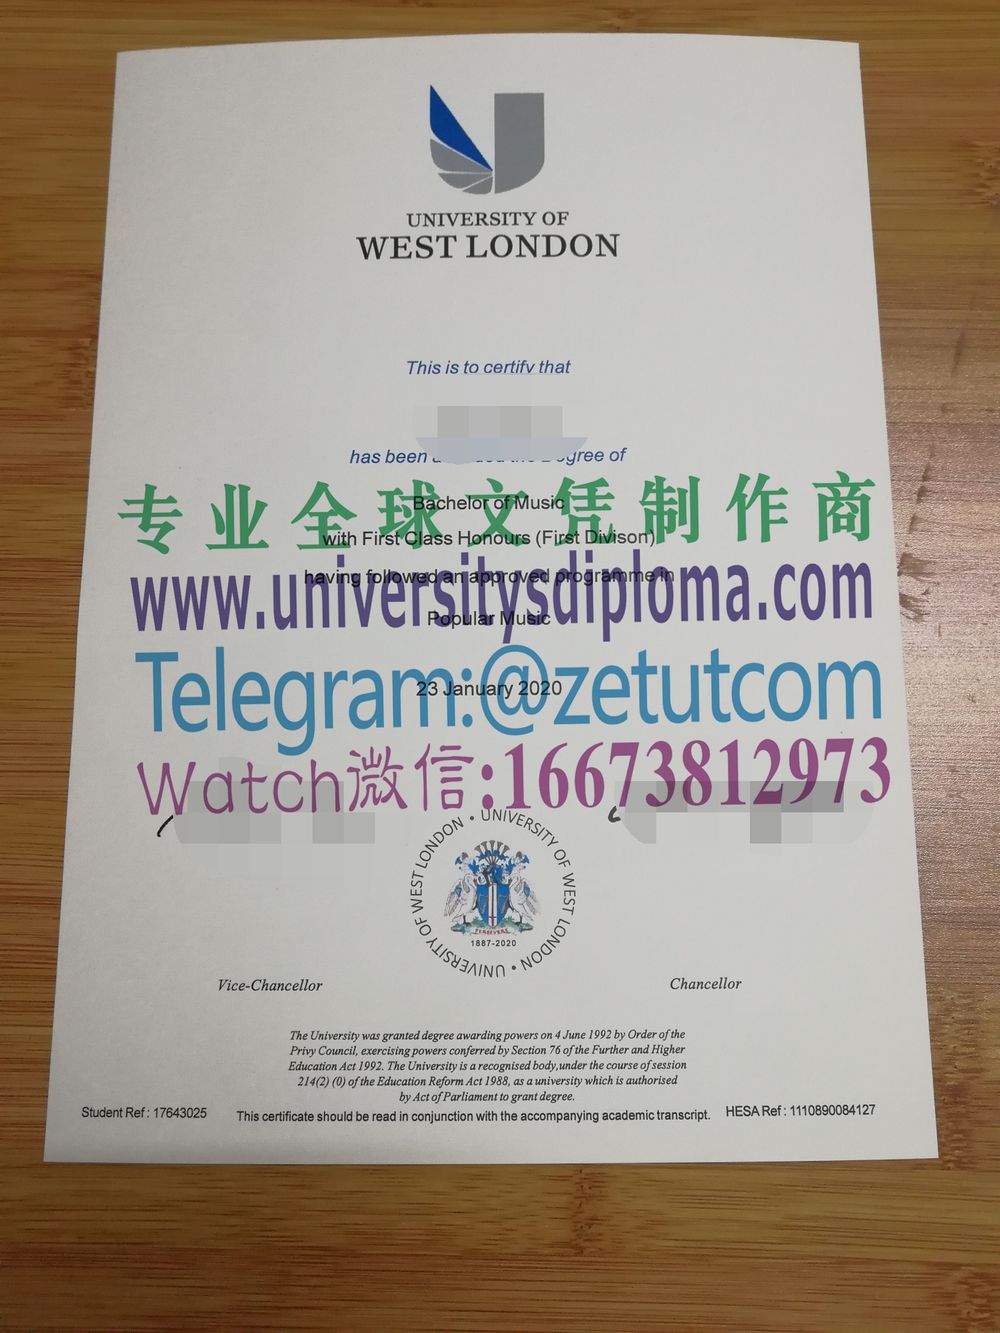 UNIVERSITY OF
WEST LONDON
This is to certifv that
has been the Degree of
专业全球文凭制作商
Bachelor of Music
with First Class Honours (First Divison)
www.universitysdiploma.com
having followed an approved programme in
Popular Music
Telegram:@zetutcom
23 January 2020
Watch微信:16673812973
UNIVERSITY OF WEST LONDON • UNIVERSITY OF WEST LONDON •
1887-2020
Vice-Chancellor
Chancellor
The University was granted degree awarding powers on 4 June 1992 by Order of the
Privy Council, exercising powers conferred by Section 76 of the Further and Higher
Education Act 1992. The University is a recognised body,under the course of session
214(2) (0) of the Education Reform Act 1988, as a university which is authorised
by Act of Parliament to grant degree.
Student Ref : 17643025
This certificate should be read in conjunction with the accompanying academic transcript.
HESA Ref : 1110890084127